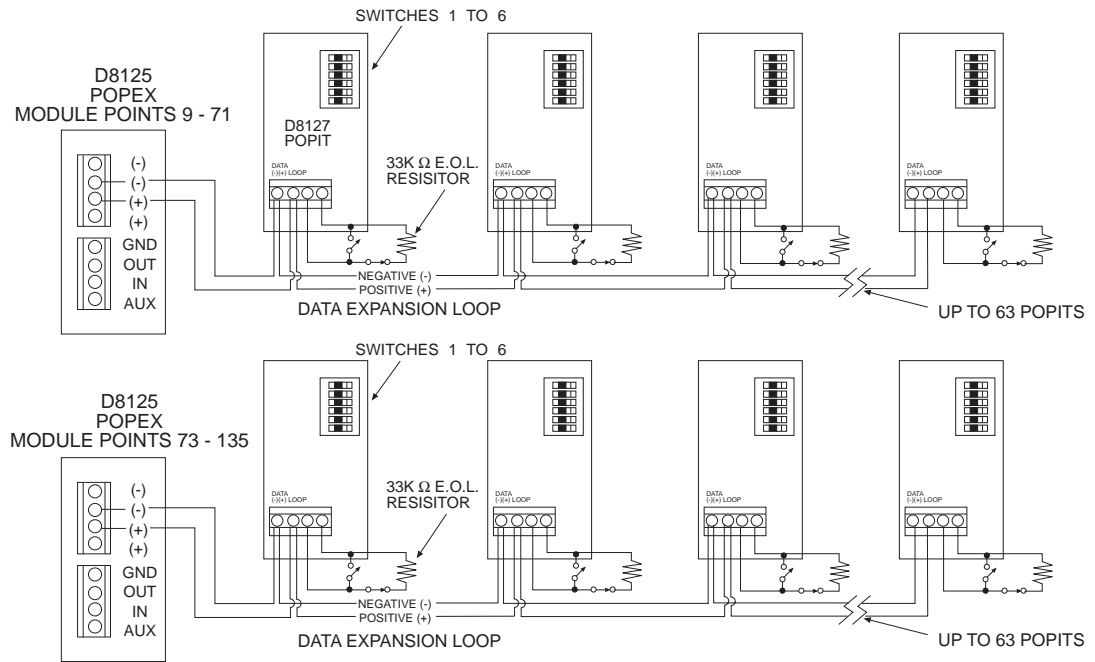 SWITCHES 1 TO 6
D8125
POPEX
MODULE POINTS 9 - 71
(-)
(-)
(+)
(+)
GND
OUT
IN
AUX
D8127
POPIT
33K Ω E.O.L.
RESISITOR
DATA
(-)(+) LOOP
DATA
(-)(+) LOOP
DATA
(-)(+) LOOP
DATA
(-)(+) LOOP
NEGATIVE (-)
POSITIVE (+)
DATA EXPANSION LOOP
UP TO 63 POPITS
SWITCHES 1 TO 6
D8125
POPEX
MODULE POINTS 73 - 135
(-)
(-)
(+)
(+)
GND
OUT
IN
AUX
33K Ω E.O.L.
RESISITOR
DATA
(-)(+) LOOP
DATA
(-)(+) LOOP
DATA
(-)(+) LOOP
DATA
(-)(+) LOOP
NEGATIVE (-)
POSITIVE (+)
DATA EXPANSION LOOP
UP TO 63 POPITS